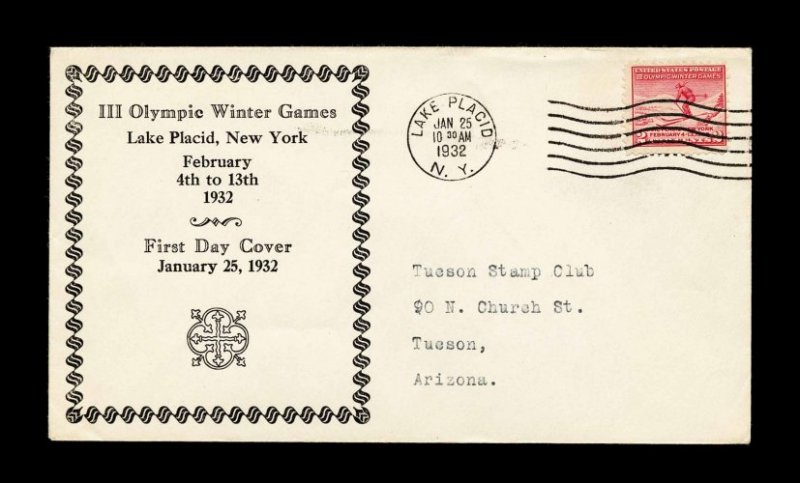 III Olympic Winter Games
Lake Placid, New York
February
4th to 13th
1932
First Day Cover
January 25, 1932
LAKE PLACID
JAN 25
10 30 AM
1932
N. Y.
UNITED STATES POSTAGE
OLYMPIC WINTER GAMES
FEBRUARY 4-
Tucson Stamp Club
90 N. Church St.
Tucson,
Arizona.